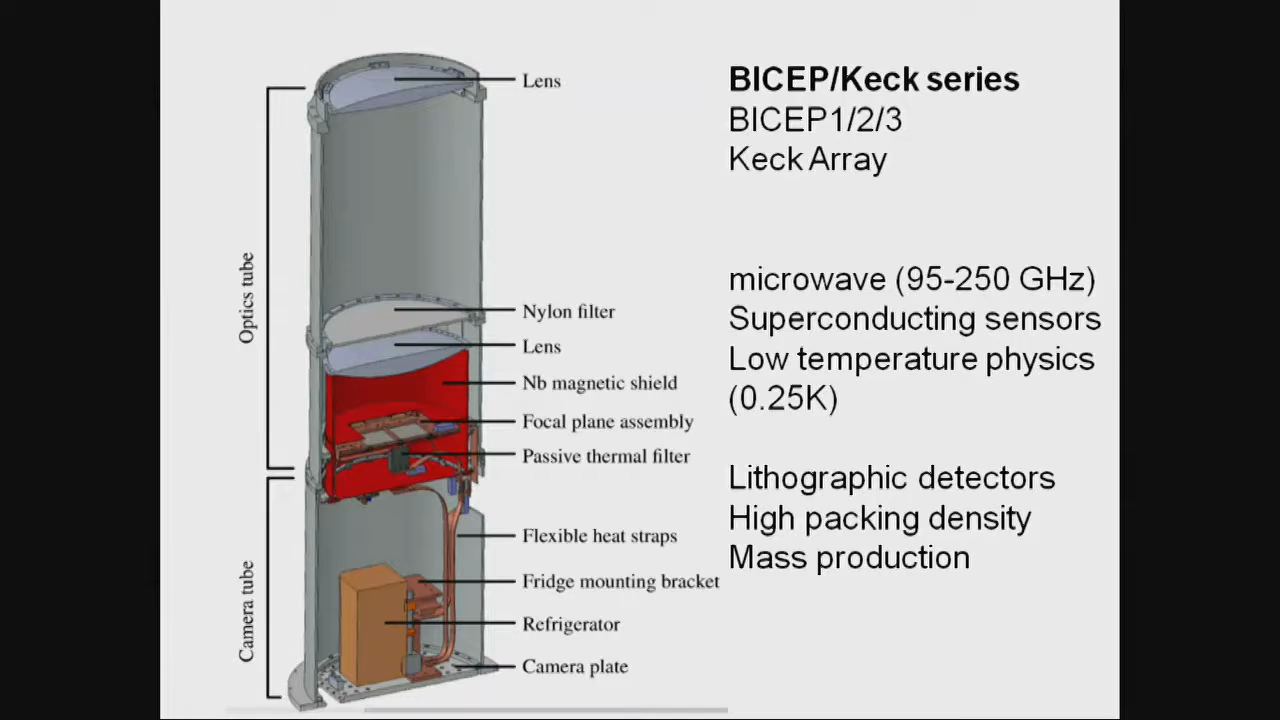 Lens
Optics tube
Nylon filter
Lens
Nb magnetic shield
Focal plane assembly
Passive thermal filter
Camera tube
Flexible heat straps
Fridge mounting bracket
Refrigerator
Camera plate
BICEP/Keck series
BICEP1/2/3
Keck Array
microwave (95-250 GHz)
Superconducting sensors
Low temperature physics
(0.25K)
Lithographic detectors
High packing density
Mass production